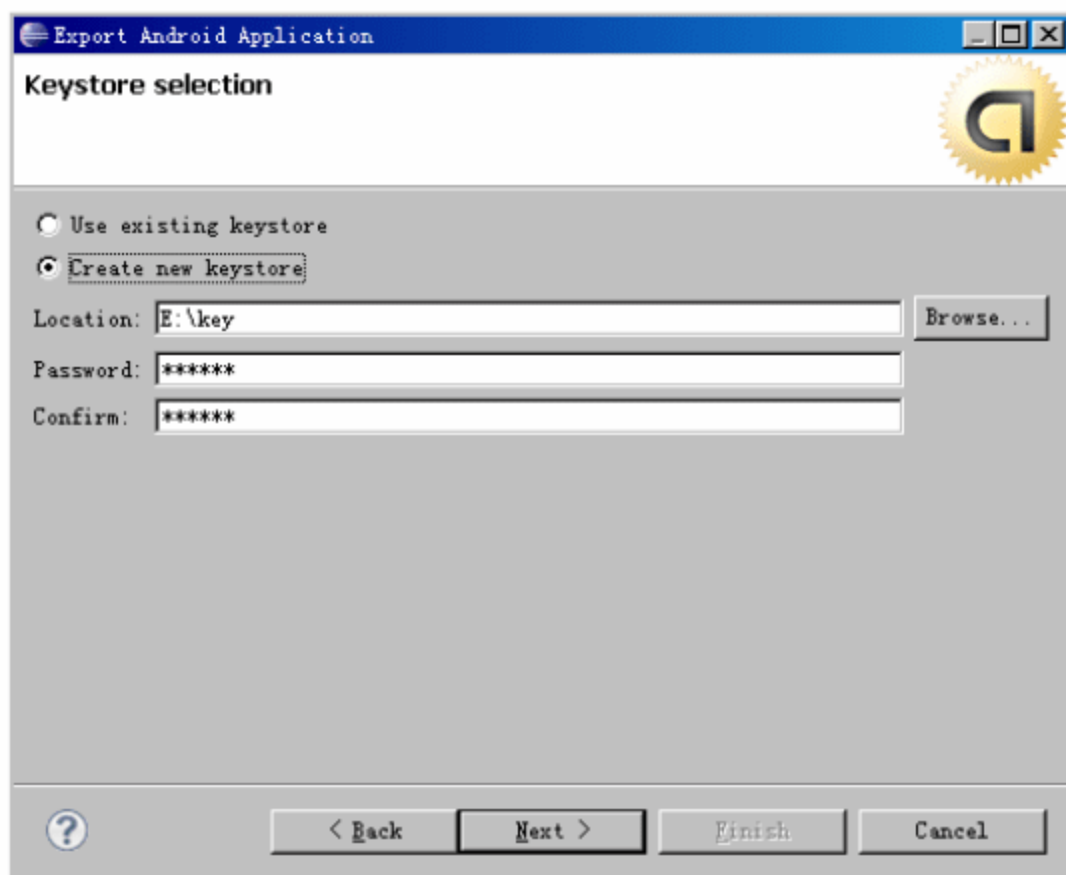 Export Android Application
Keystore selection
Use existing keystore
Create new keystore
Location: E:\key Browse...
Password: ******
Confirm: ******
? < Back Next > Finish Cancel